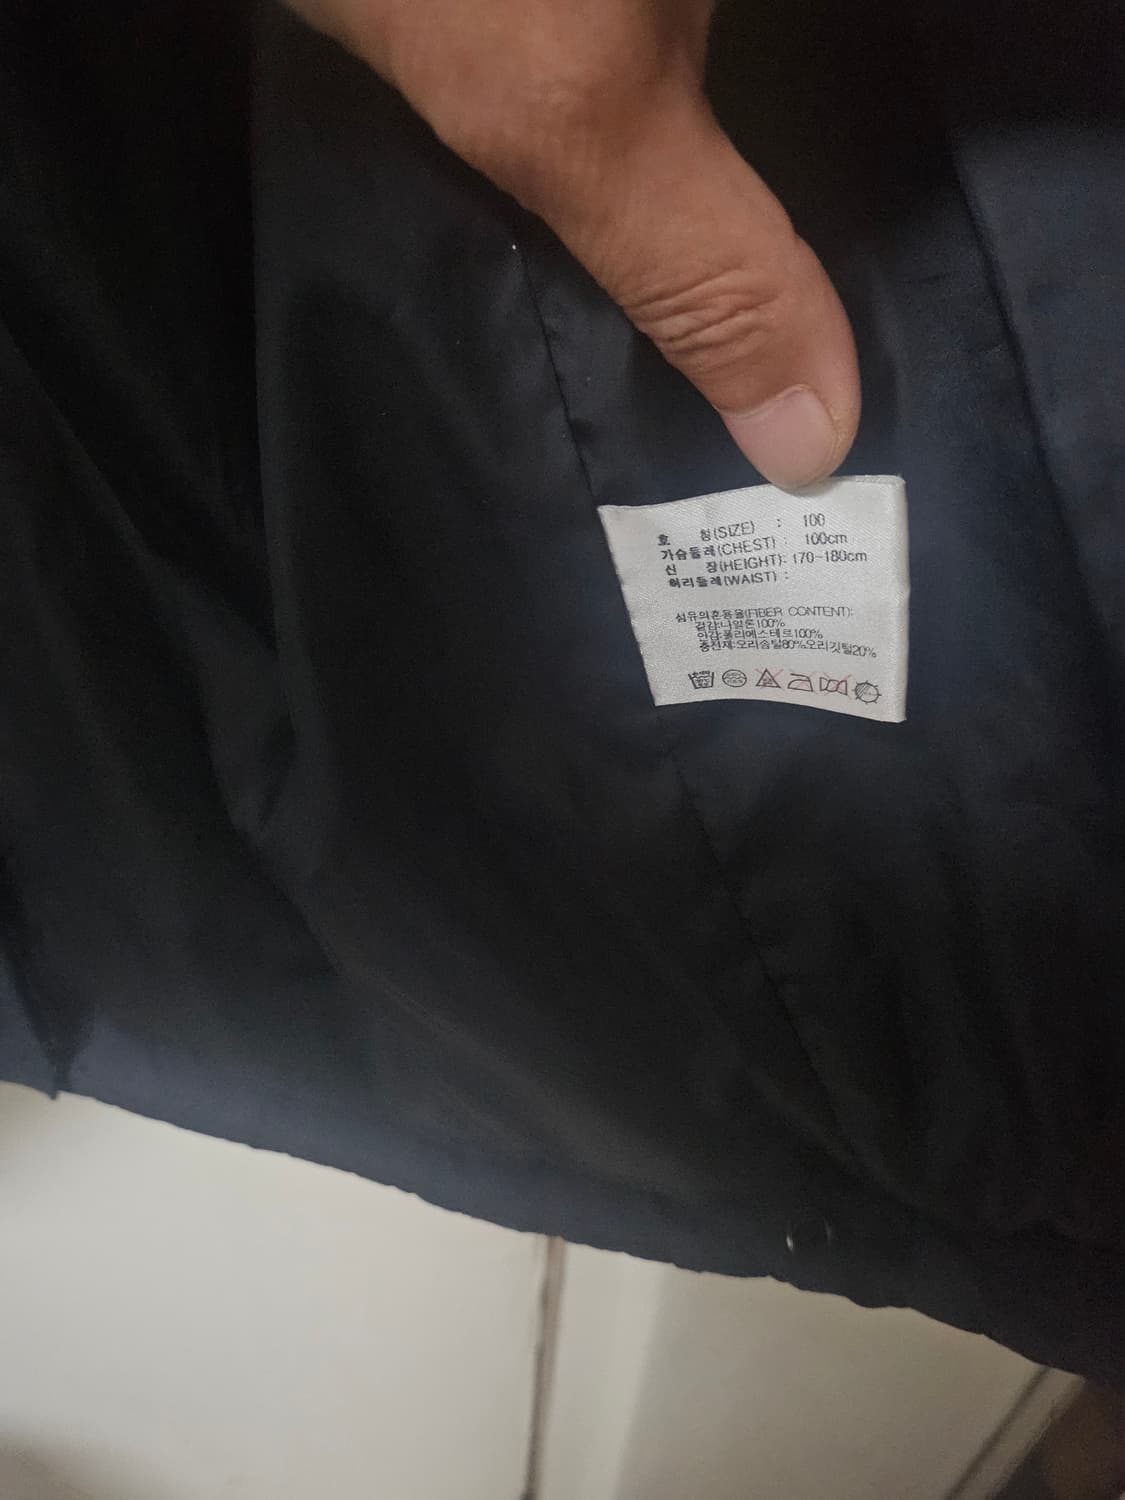 호 칭(SIZE) : 100
가슴둘레(CHEST) : 100cm
신 장(HEIGHT): 170~180cm
허리둘레(WAIST) :
섬유의혼용율(FIBER CONTENT):
겉감:나일론100%
안감:폴리에스테르100%
충전재:오리솜털80%오리깃털20%